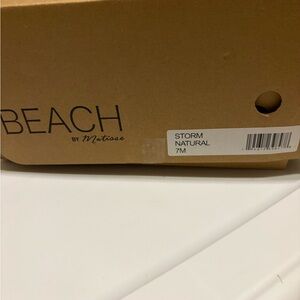 BEACH
BY Matisse
STORM
NATURAL
7M